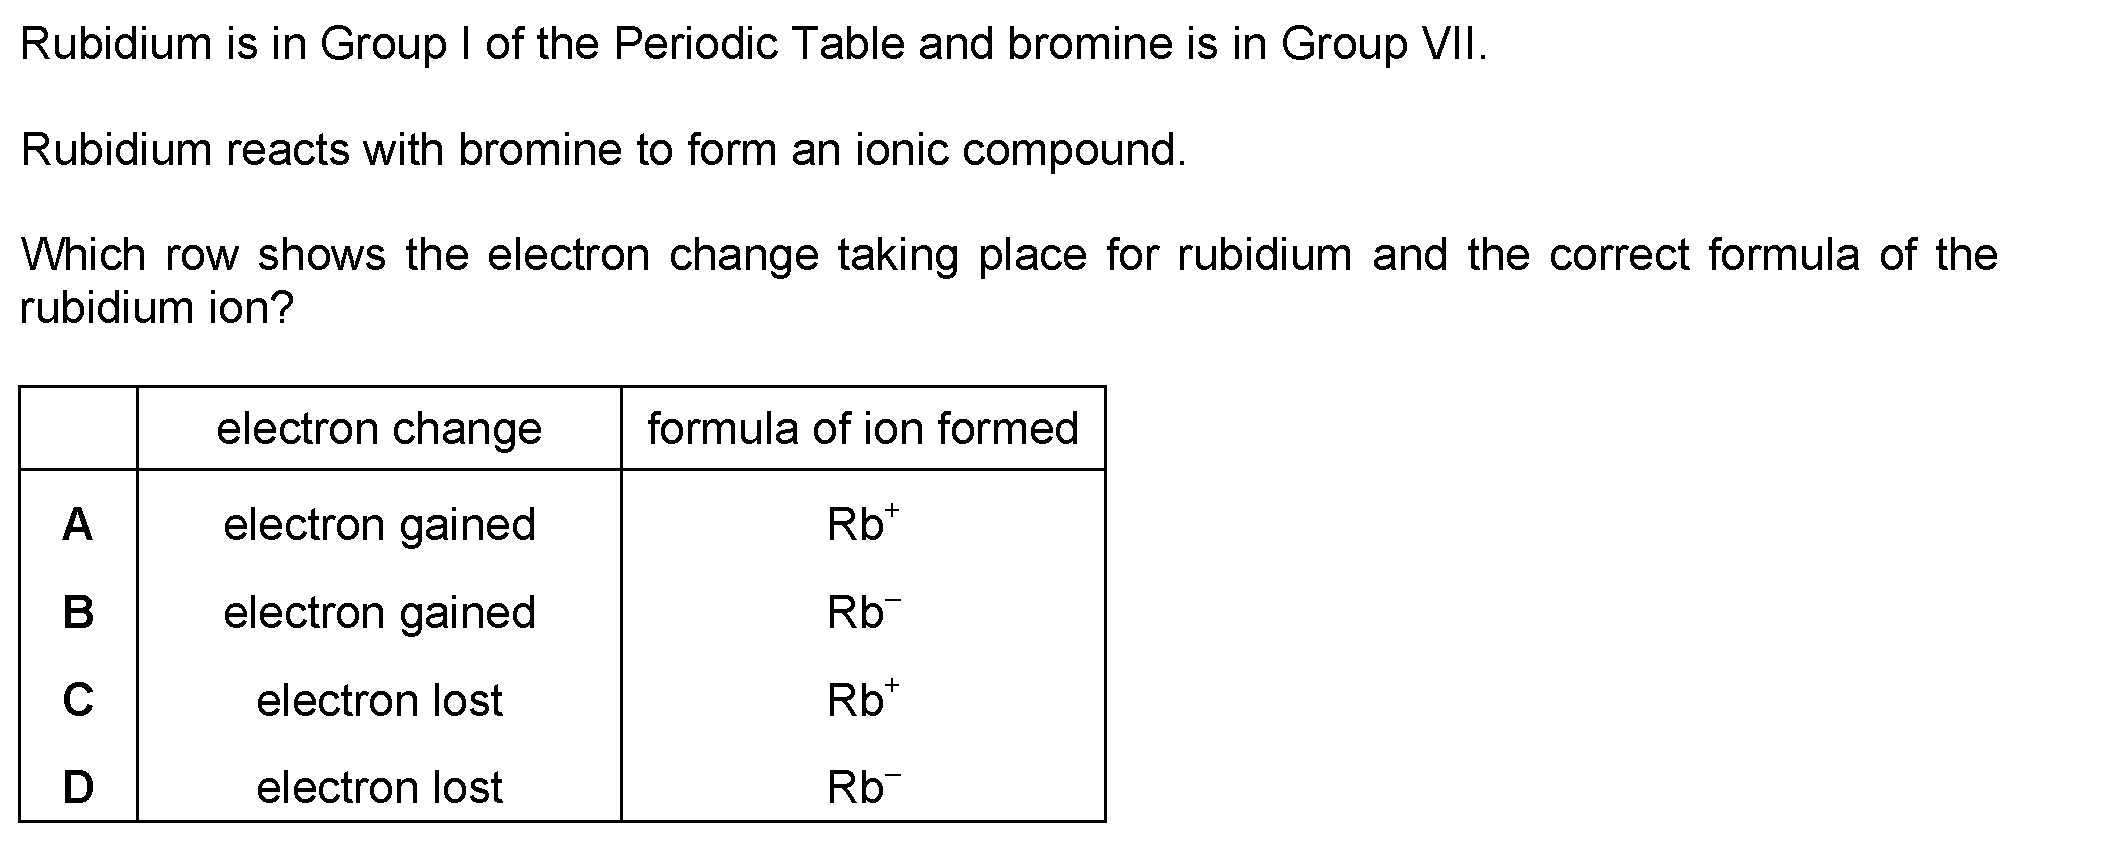 Rubidium is in Group I of the Periodic Table and bromine is in Group VII.
Rubidium reacts with bromine to form an ionic compound.
Which row shows the electron change taking place for rubidium and the correct formula of the
rubidium ion?
electron change formula of ion formed
A electron gained Rb⁺
B electron gained Rb⁻
C electron lost Rb⁺
D electron lost Rb⁻